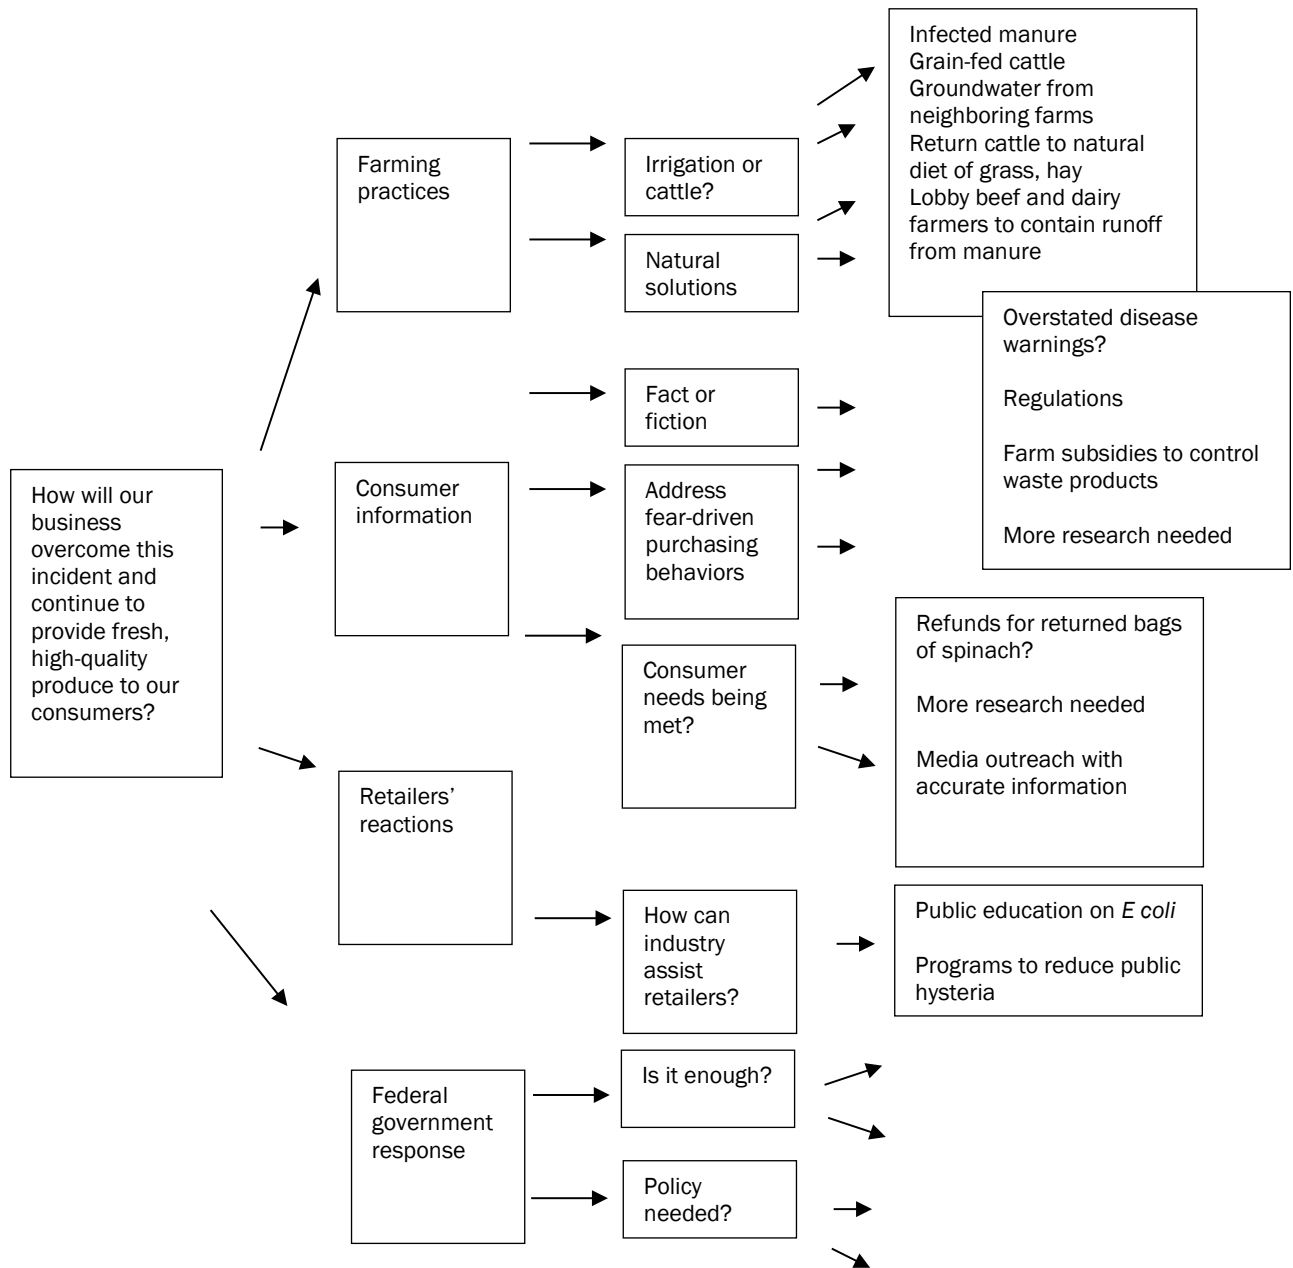 How will our
business
overcome this
incident and
continue to
provide fresh,
high-quality
produce to our
consumers?
Farming
practices
Consumer
information
Retailers’
reactions
Federal
government
response
Irrigation or
cattle?
Natural
solutions
Fact or
fiction
Address
fear-driven
purchasing
behaviors
Consumer
needs being
met?
How can
industry
assist
retailers?
Is it enough?
Policy
needed?
Infected manure
Grain-fed cattle
Groundwater from
neighboring farms
Return cattle to natural
diet of grass, hay
Lobby beef and dairy
farmers to contain runoff
from manure
Overstated disease
warnings?
Regulations
Farm subsidies to control
waste products
More research needed
Refunds for returned bags
of spinach?
More research needed
Media outreach with
accurate information
Public education on E coli
Programs to reduce public
hysteria